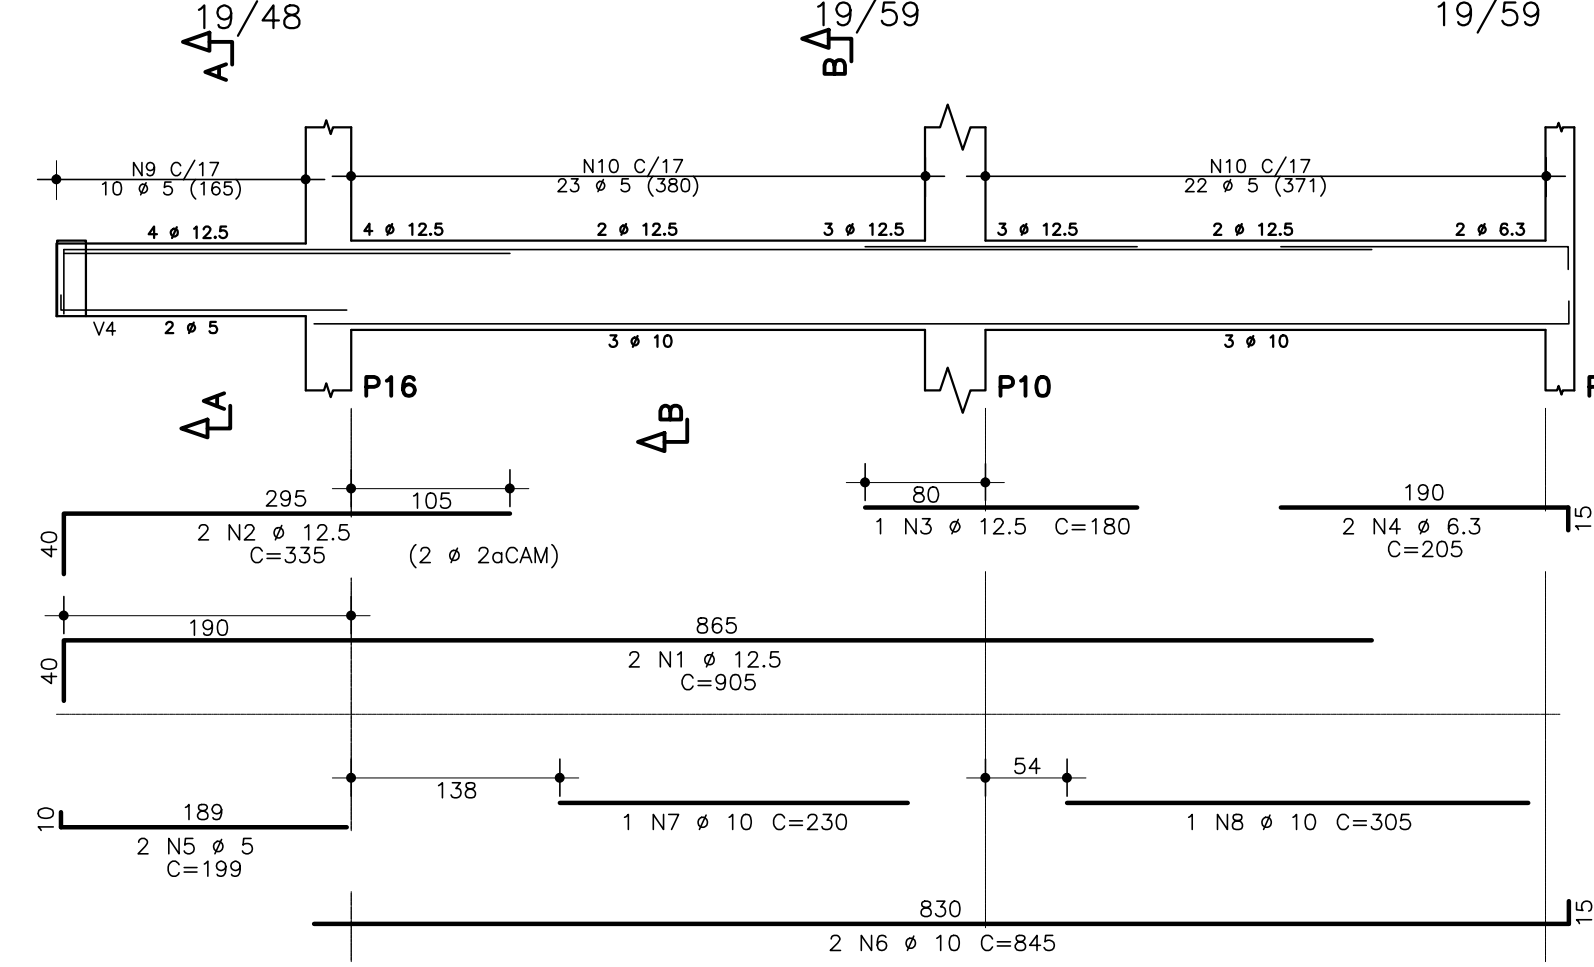 19/48
19/59
19/59
A
B
N9 C/17
10 ø 5 (165)
N10 C/17
23 ø 5 (380)
N10 C/17
22 ø 5 (371)
4 ø 12.5
4 ø 12.5
2 ø 12.5
3 ø 12.5
3 ø 12.5
2 ø 12.5
2 ø 6.3
V4
2 ø 5
3 ø 10
3 ø 10
P16
P10
A
B
295
105
80
190
40
2 N2 ø 12.5
C=335
(2 ø 2aCAM)
1 N3 ø 12.5 C=180
2 N4 ø 6.3
C=205
15
190
865
40
2 N1 ø 12.5
C=905
138
54
10
189
2 N5 ø 5
C=199
1 N7 ø 10 C=230
1 N8 ø 10 C=305
830
15
2 N6 ø 10 C=845